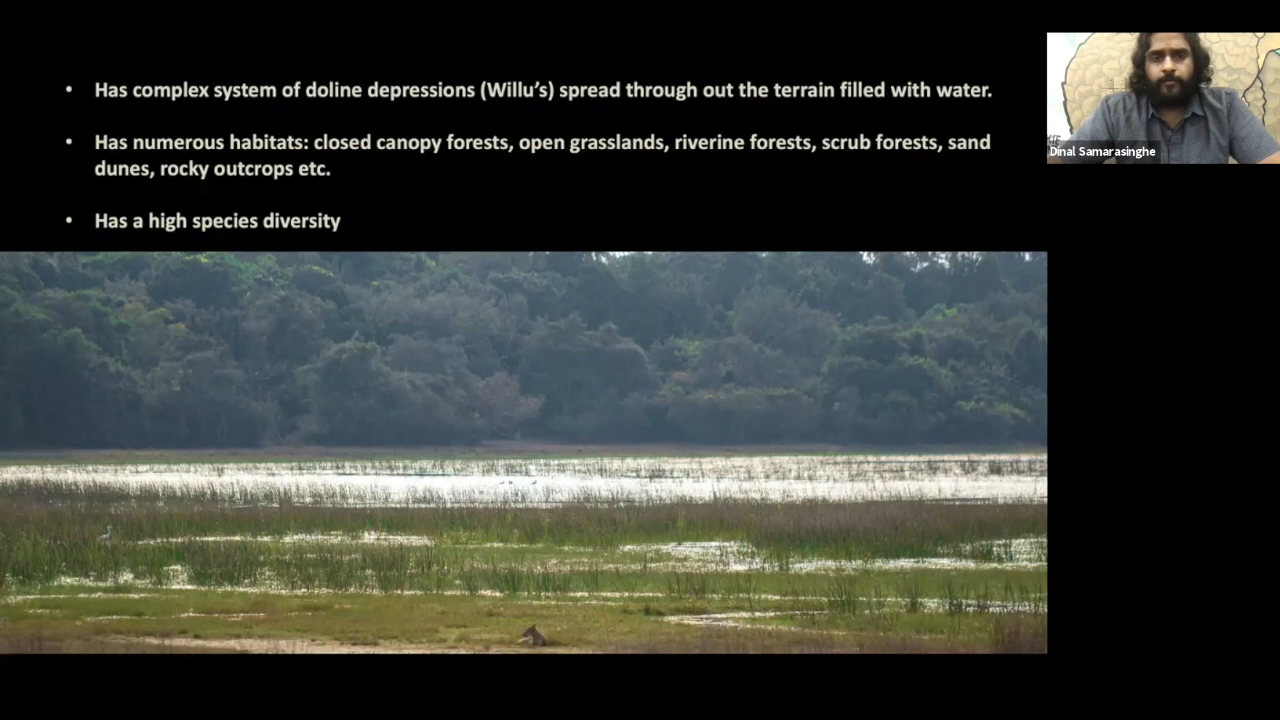 • Has complex system of doline depressions (Willu’s) spread through out the terrain filled with water.
• Has numerous habitats: closed canopy forests, open grasslands, riverine forests, scrub forests, sand
dunes, rocky outcrops etc.
• Has a high species diversity
Dinal Samarasinghe